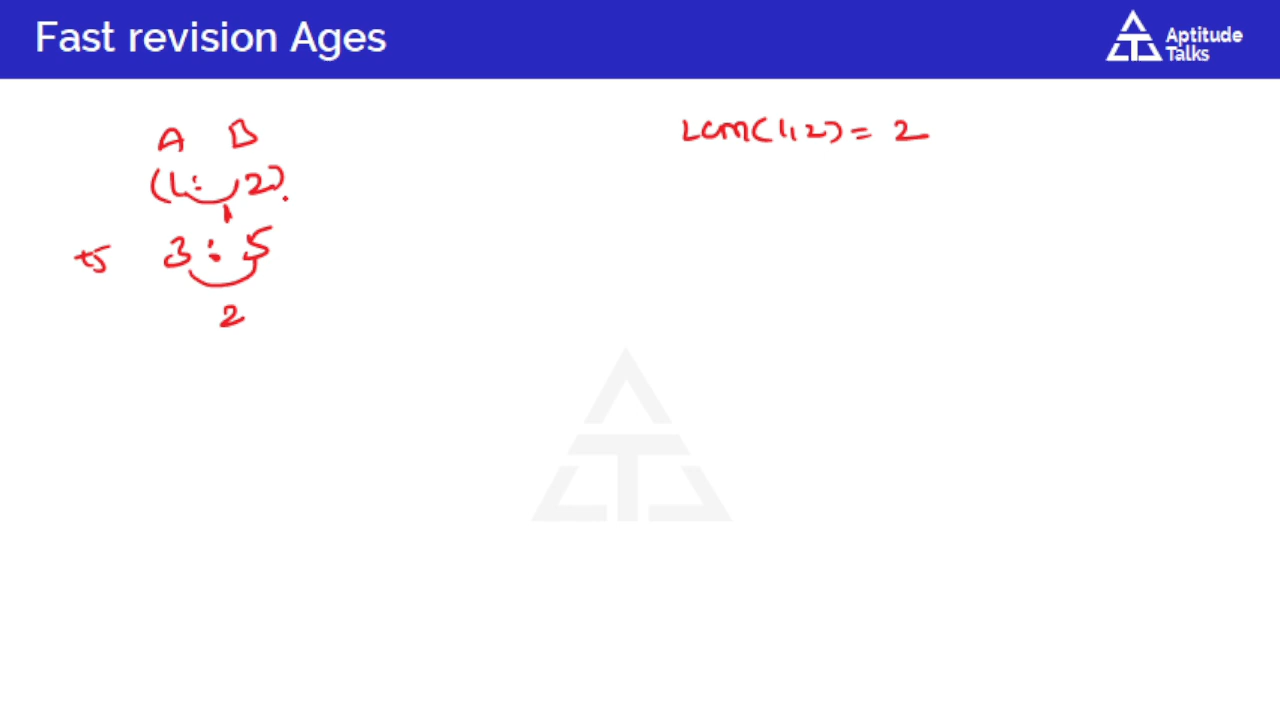 Fast revision Ages
Aptitude
Talks
A B
(1: 2).
1
+5 3:5
2
LCM(1,2) = 2